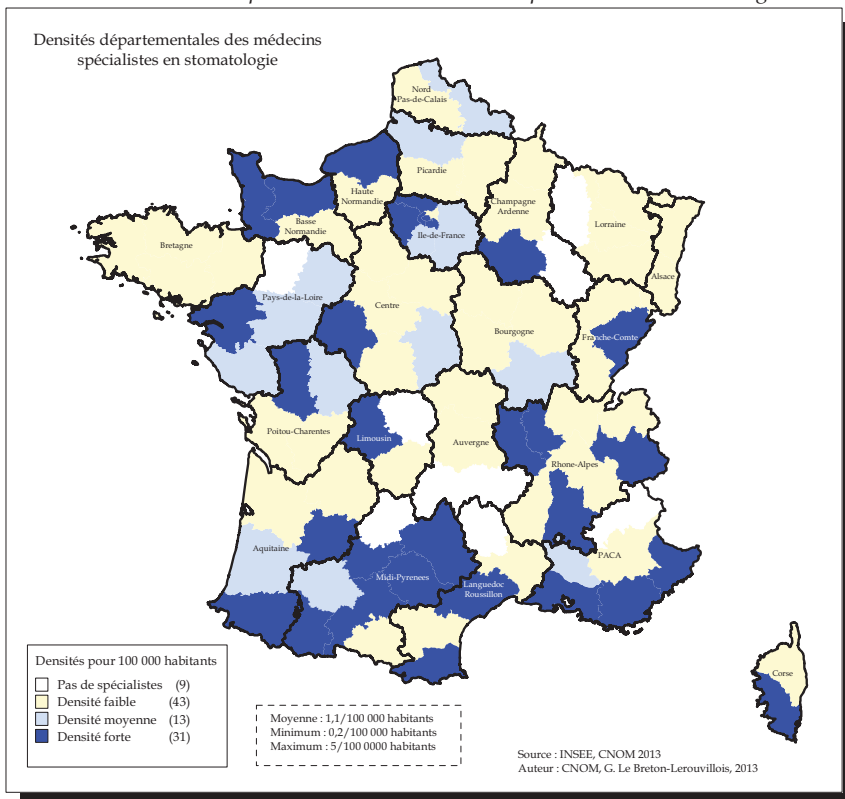 Densités départementales des médecins
spécialistes en stomatologie
Nord
Pas-de-Calais
Picardie
Haute
Normandie
Basse
Normandie
Champagne
Ardenne
Lorraine
Ile-de-France
Bretagne
Alsace
Pays-de-la-Loire
Centre
Bourgogne
Franche-Comte
Poitou-Charentes
Limousin
Auvergne
Rhone-Alpes
Aquitaine
PACA
Midi-Pyrenees
Languedoc
Roussillon
Corse
Densités pour 100 000 habitants
Pas de spécialistes (9)
Densité faible (43)
Densité moyenne (13)
Densité forte (31)
Moyenne : 1,1/100 000 habitants
Minimum : 0,2/100 000 habitants
Maximum : 5/100 0000 habitants
Source : INSEE, CNOM 2013
Auteur : CNOM, G. Le Breton-Lerouvillois, 2013